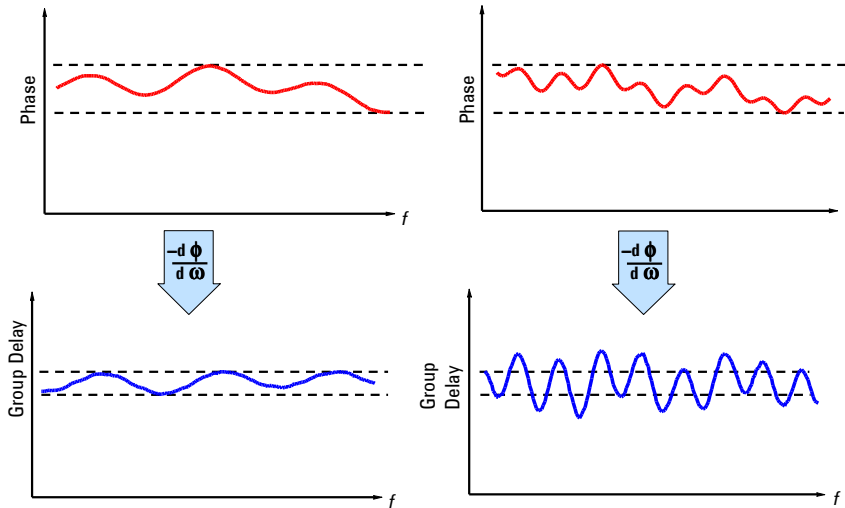 Phase
f
Phase
−d ϕ
d ω
−d ϕ
d ω
Group Delay
f
Group
Delay
f